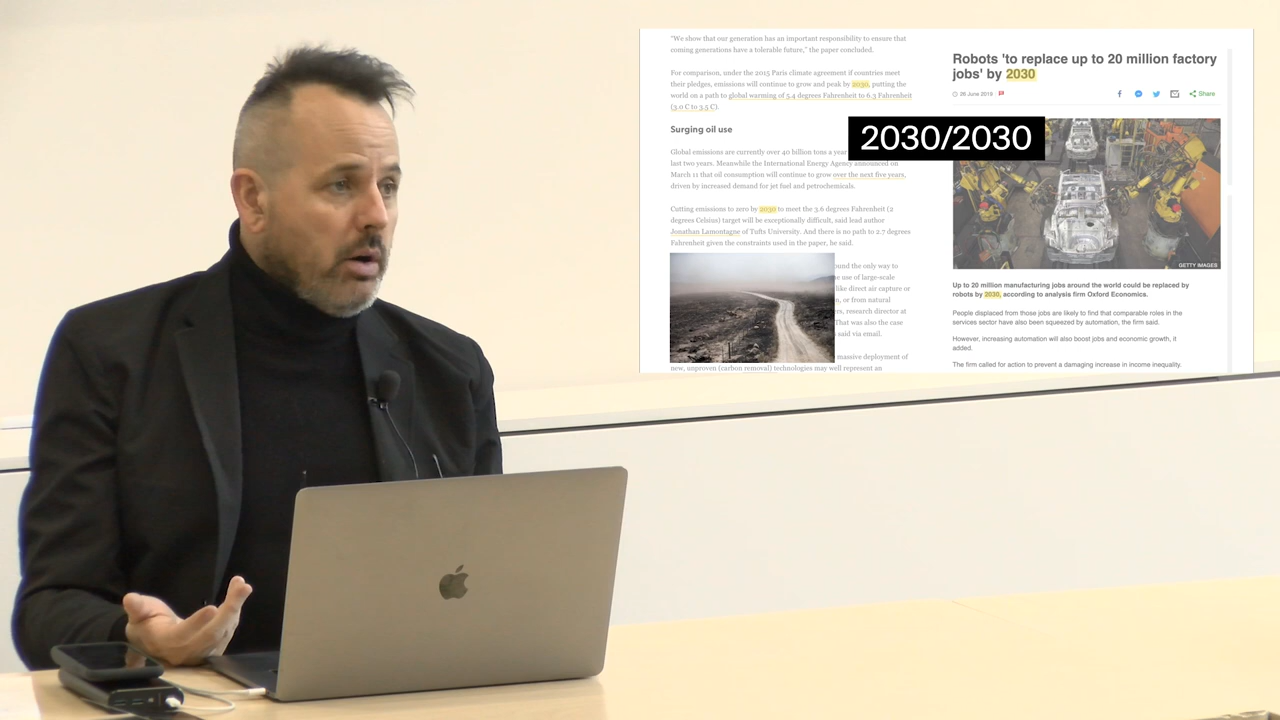 "We show that our generation has an important responsibility to ensure that
coming generations have a tolerable future," the paper concluded.
For comparison, under the 2015 Paris climate agreement if countries meet
their pledges, emissions will continue to grow and peak by 2030, putting the
world on a path to global warming of 5.4 degrees Fahrenheit to 6.3 Fahrenheit
(3.0 C to 3.5 C).
Surging oil use
Global emissions are currently over 40 billion tons a year
last two years. Meanwhile the International Energy Agency announced on
March 11 that oil consumption will continue to grow over the next five years,
driven by increased demand for jet fuel and petrochemicals.
Cutting emissions to zero by 2030 to meet the 3.6 degrees Fahrenheit (2
degrees Celsius) target will be exceptionally difficult, said lead author
Jonathan Lamontagne of Tufts University. And there is no path to 2.7 degrees
Fahrenheit given the constraints used in the paper, he said.
ound the only way to
e use of large-scale
like direct air capture or
, or from natural
rs, research director at
That was also the case
said via email.
massive deployment of
new, unproven (carbon removal) technologies may well represent an
2030/2030
Robots 'to replace up to 20 million factory
jobs' by 2030
26 June 2019
Share
GETTY IMAGES
Up to 20 million manufacturing jobs around the world could be replaced by
robots by 2030, according to analysis firm Oxford Economics.
People displaced from those jobs are likely to find that comparable roles in the
services sector have also been squeezed by automation, the firm said.
However, increasing automation will also boost jobs and economic growth, it
added.
The firm called for action to prevent a damaging increase in income inequality.